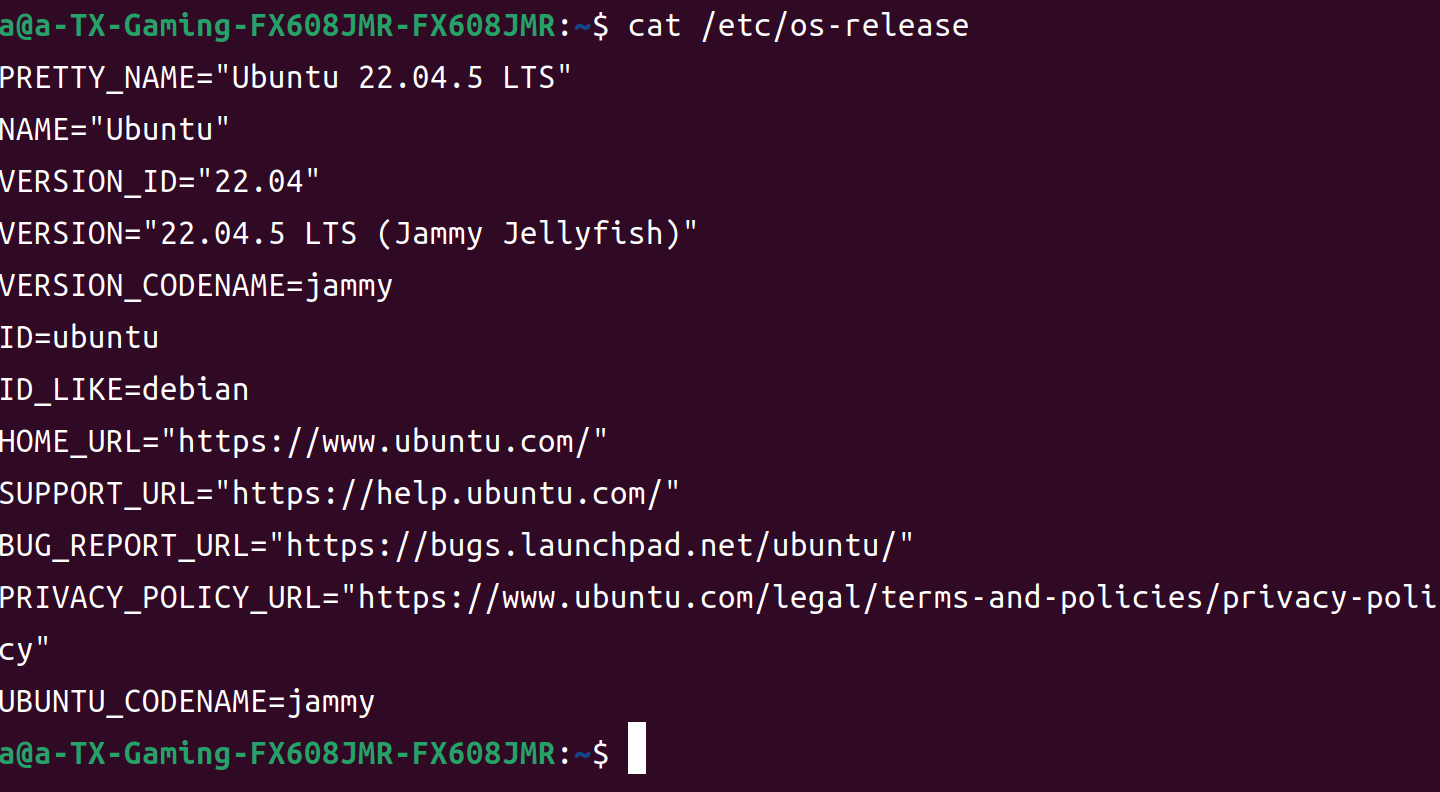 a@a-TX-Gaming-FX608JMR-FX608JMR:~$ cat /etc/os-release
PRETTY_NAME="Ubuntu 22.04.5 LTS"
NAME="Ubuntu"
VERSION_ID="22.04"
VERSION="22.04.5 LTS (Jammy Jellyfish)"
VERSION_CODENAME=jammy
ID=ubuntu
ID_LIKE=debian
HOME_URL="https://www.ubuntu.com/"
SUPPORT_URL="https://help.ubuntu.com/"
BUG_REPORT_URL="https://bugs.launchpad.net/ubuntu/"
PRIVACY_POLICY_URL="https://www.ubuntu.com/legal/terms-and-policies/privacy-poli
cy"
UBUNTU_CODENAME=jammy
a@a-TX-Gaming-FX608JMR-FX608JMR:~$